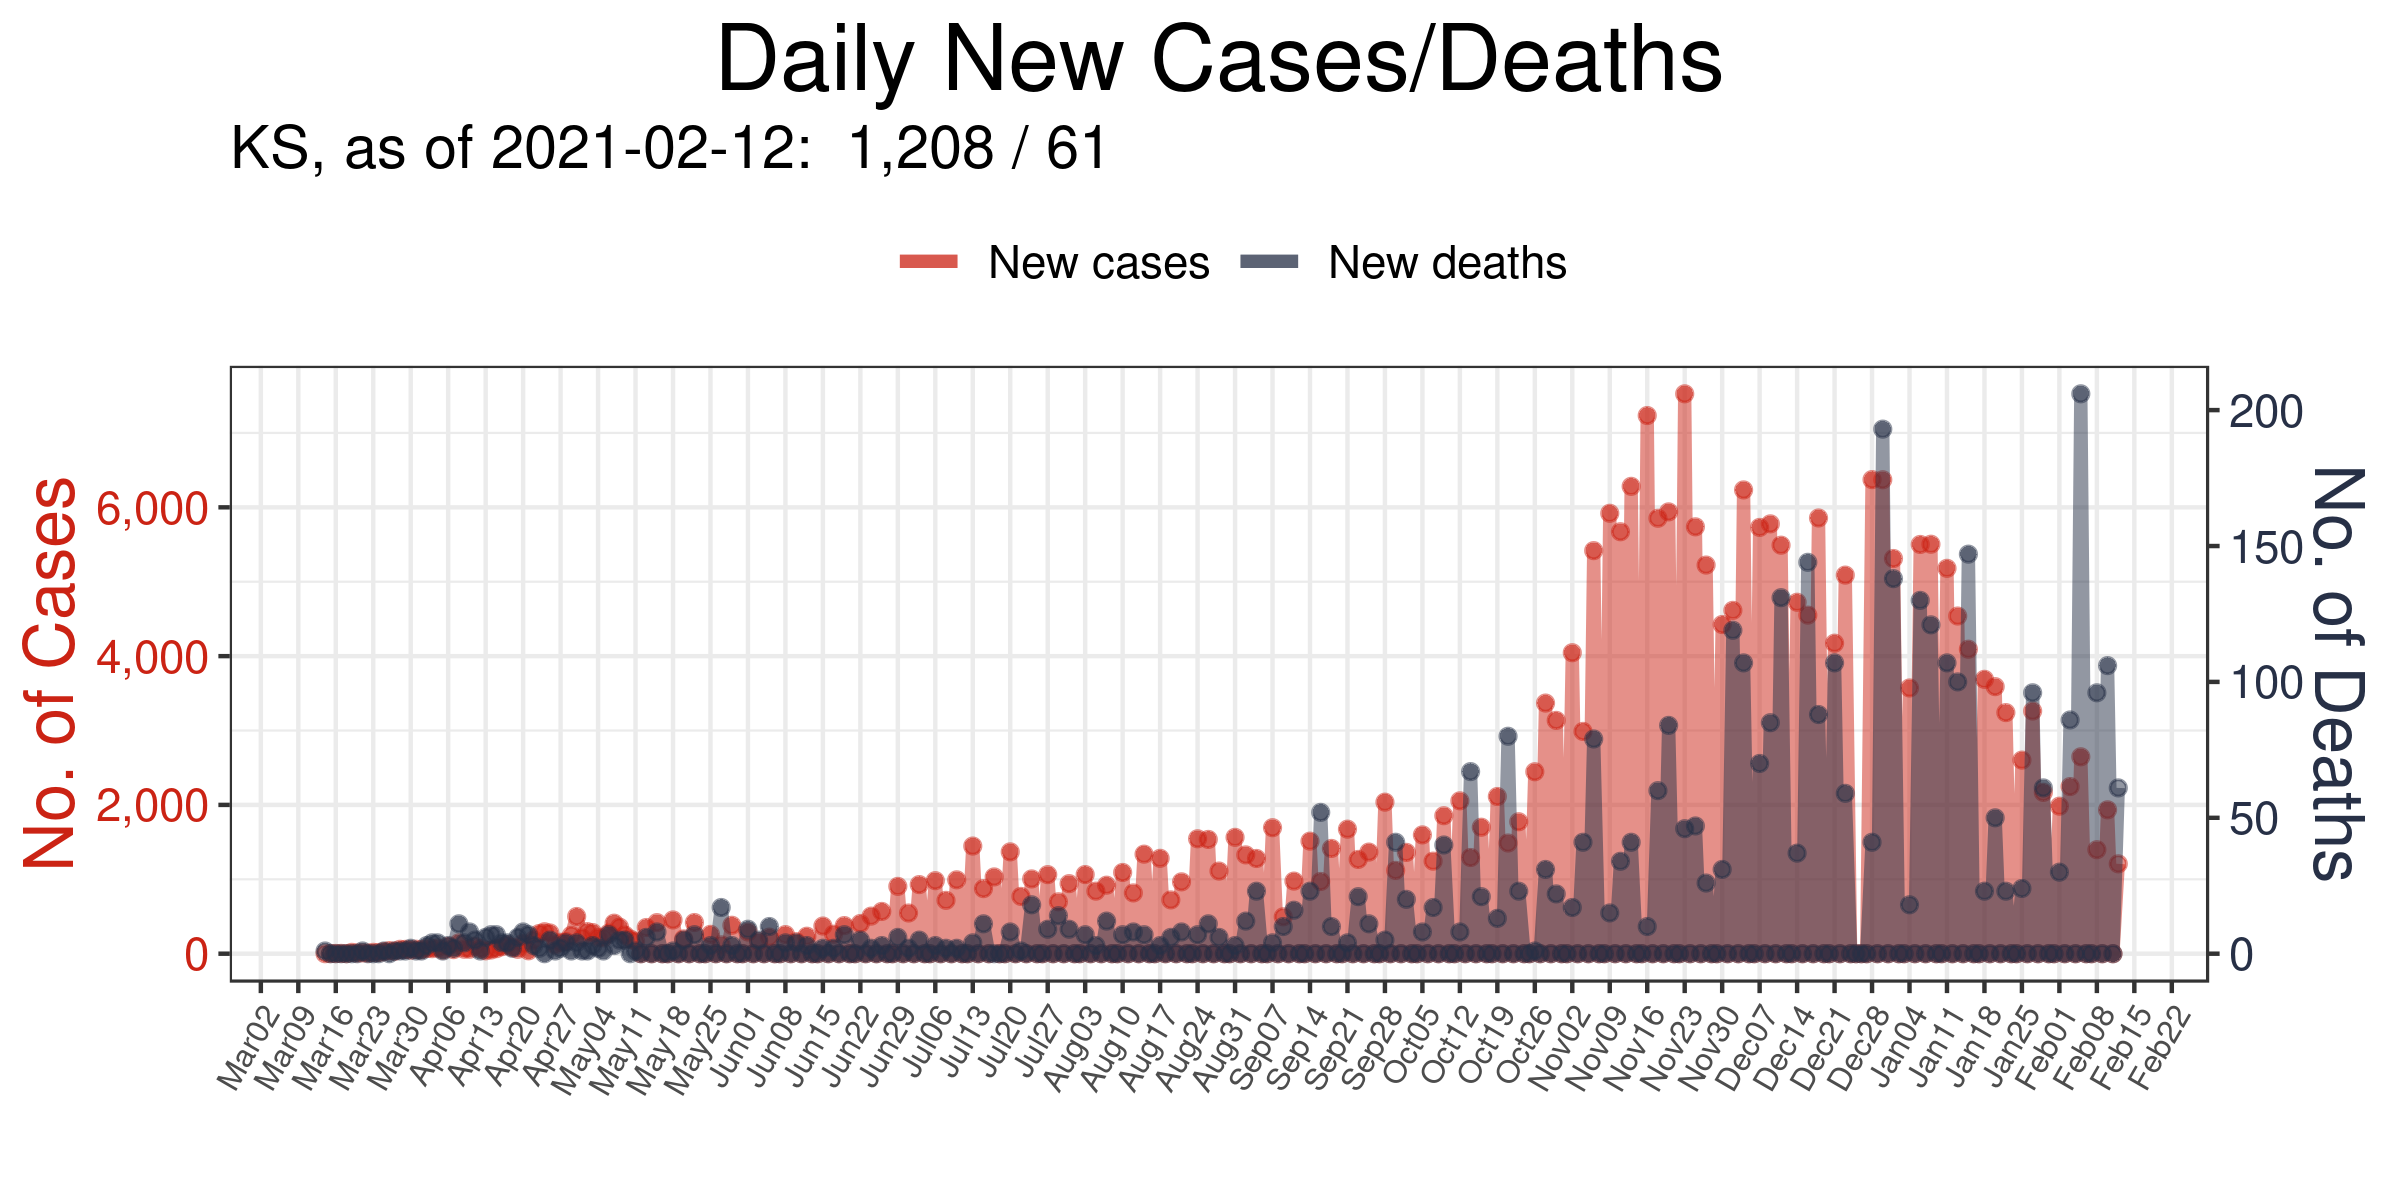 Daily New Cases/Deaths
KS, as of 2021-02-12:  1,208 / 61
New cases
New deaths
No. of Cases
6,000
4,000
2,000
0
200
150
100
50
0
No. of Deaths
Mar02
Mar09
Mar16
Mar23
Mar30
Apr06
Apr13
Apr20
Apr27
May04
May11
May18
May25
Jun01
Jun08
Jun15
Jun22
Jun29
Jul06
Jul13
Jul20
Jul27
Aug03
Aug10
Aug17
Aug24
Aug31
Sep07
Sep14
Sep21
Sep28
Oct05
Oct12
Oct19
Oct26
Nov02
Nov09
Nov16
Nov23
Nov30
Dec07
Dec14
Dec21
Dec28
Jan04
Jan11
Jan18
Jan25
Feb01
Feb08
Feb15
Feb22